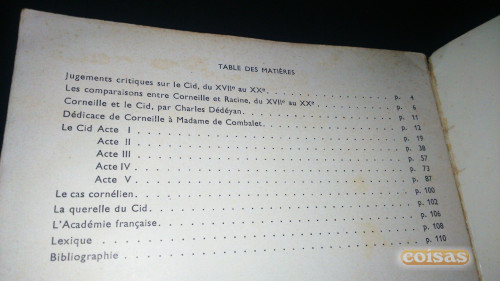 TABLE DES MATIÈRES
Jugements critiques sur le Cid, du XVIIe au XXe . . . . . . . . . p. 4
Les comparaisons entre Corneille et Racine, du XVIIe au XXe . . . . p. 6
Corneille et le Cid, par Charles Dédéyan . . . . . . . . . . . p. 11
Dédicace de Corneille à Madame de Combalet . . . . . . . . . . p. 12
Le Cid Acte I . . . . . . . . . . . . . . . . . . p. 19
Acte II . . . . . . . . . . . . . . . . . . p. 38
Acte III . . . . . . . . . . . . . . . . . . p. 57
Acte IV . . . . . . . . . . . . . . . . . . p. 73
Acte V . . . . . . . . . . . . . . . . . . p. 87
Le cas cornélien . . . . . . . . . . . . . . . . . . p. 100
La querelle du Cid . . . . . . . . . . . . . . . . . . p. 102
L'Académie française . . . . . . . . . . . . . . . . . . p. 106
Lexique . . . . . . . . . . . . . . . . . . p. 108
Bibliographie . . . . . . . . . . . . . . . . . . p. 110
coisas